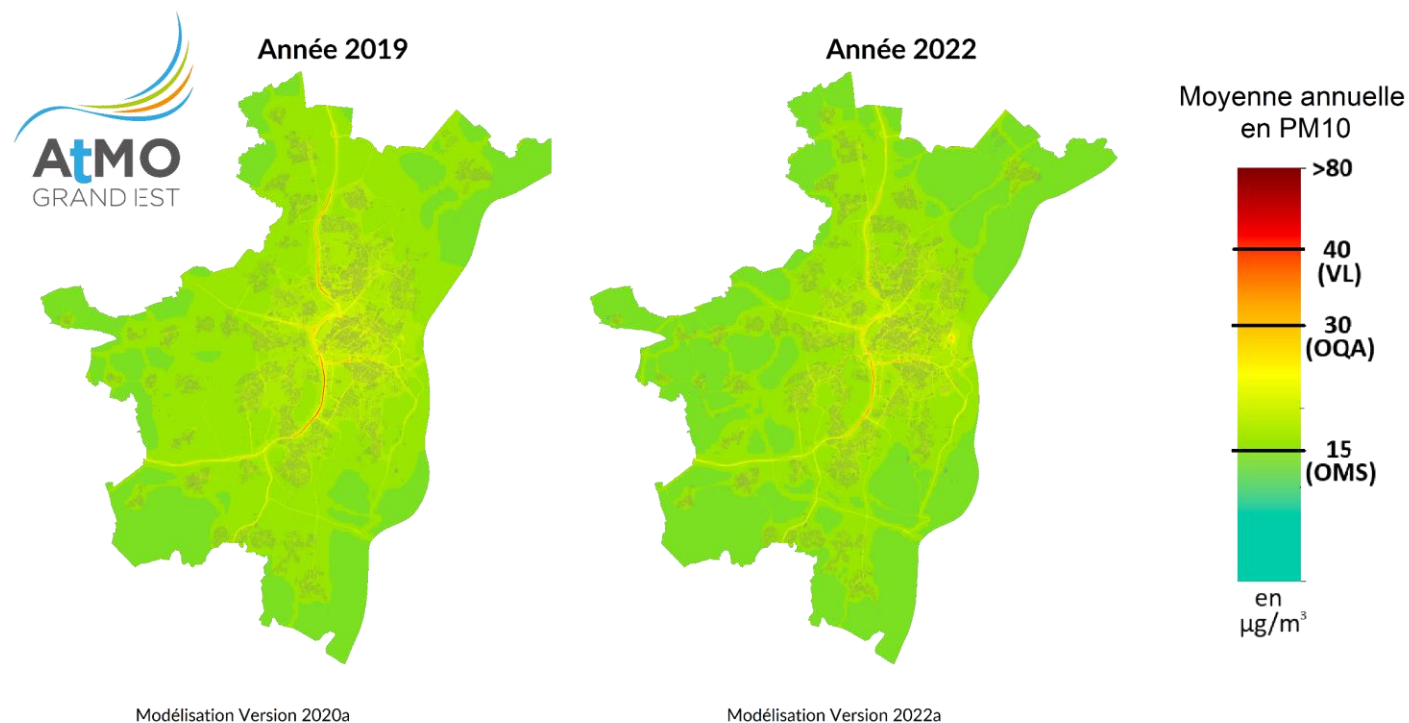 AtMO
GRAND EST
Année 2019
Année 2022
Moyenne annuelle
en PM10
>80
40
(VL)
30
(OQA)
15
(OMS)
en
µg/m³
Modélisation Version 2020a
Modélisation Version 2022a